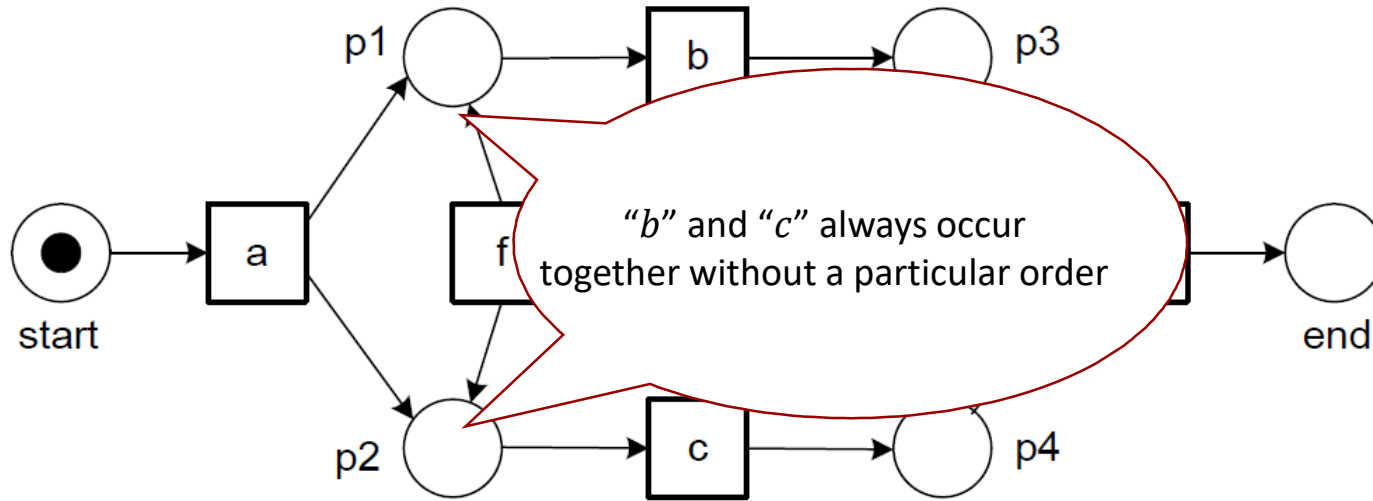 p1
b
p3
“b” and “c” always occur
together without a particular order
a
f
start
end
p2
c
p4